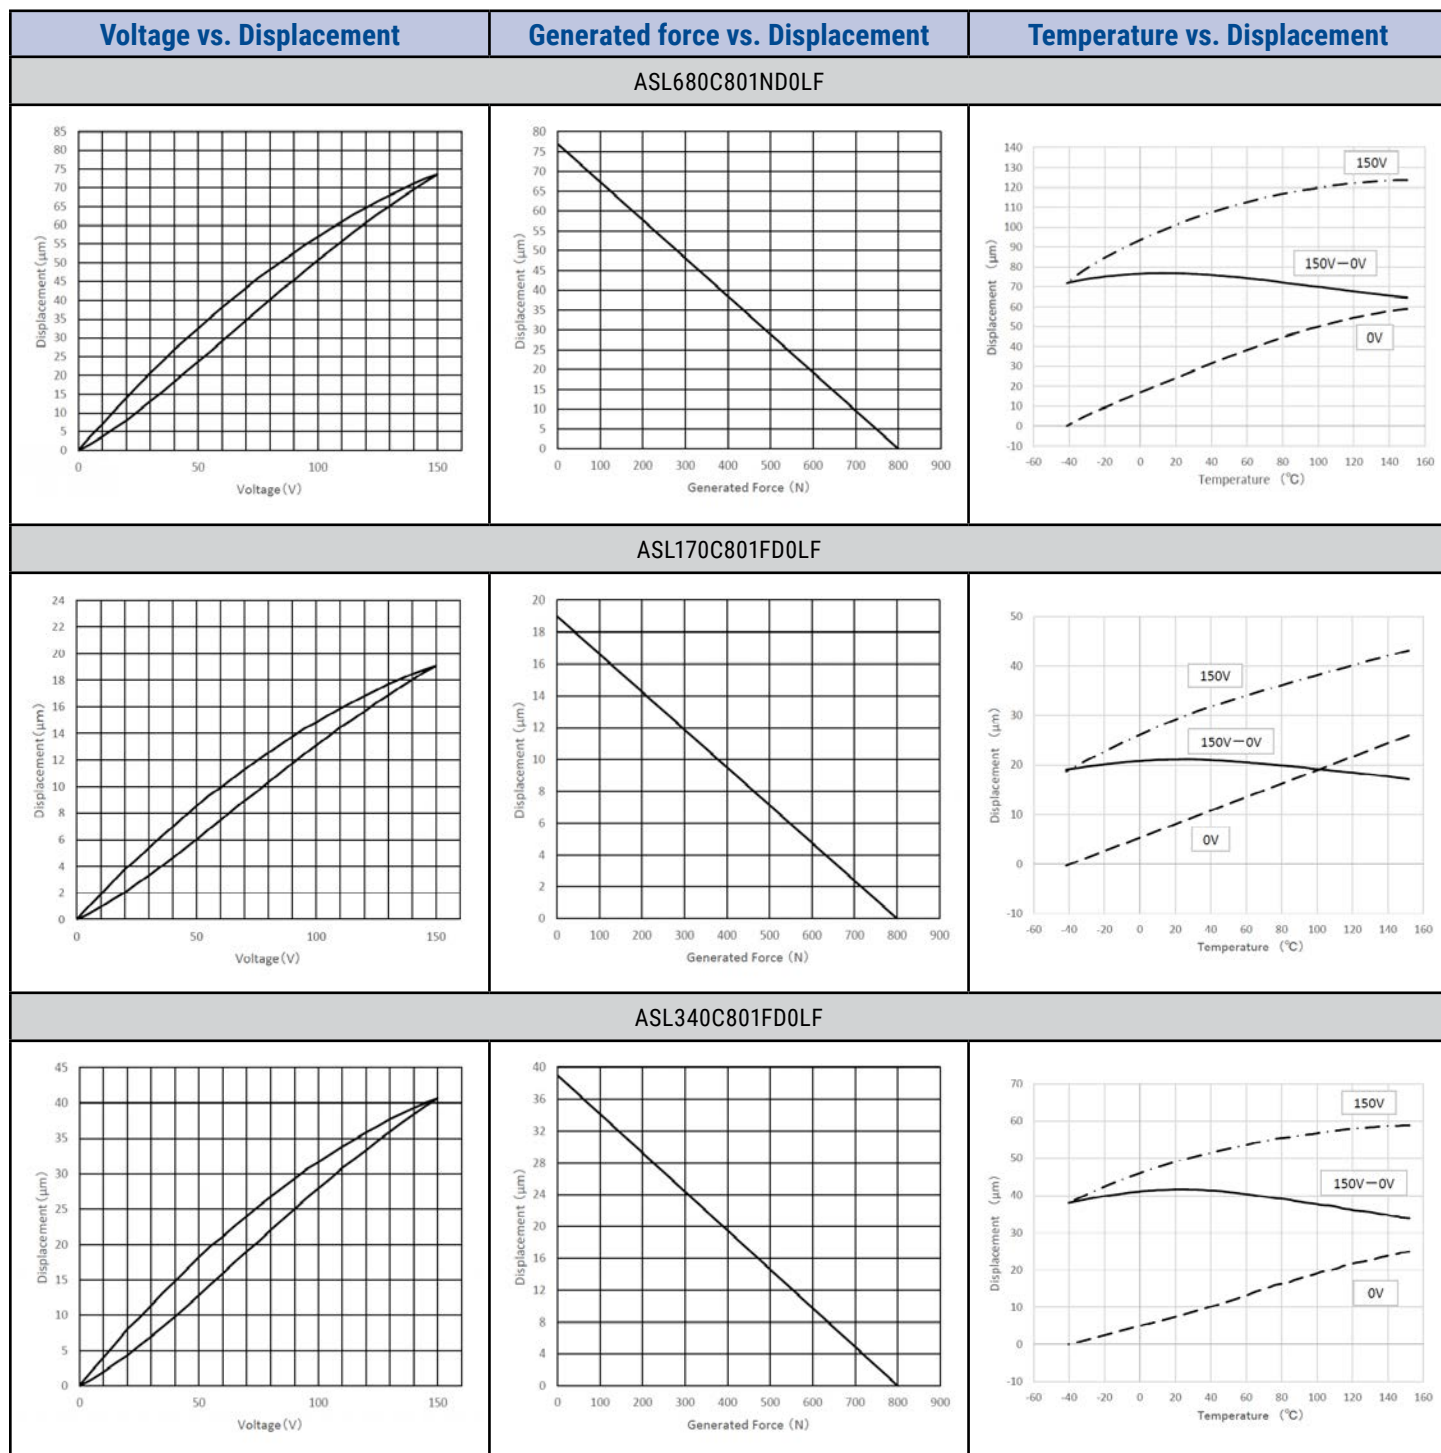 Voltage vs. Displacement
Generated force vs. Displacement
Temperature vs. Displacement
ASL680C801ND0LF
85
80
75
70
65
60
55
50
45
40
35
30
25
20
15
10
5
0
Displacement (μm)
0 50 100 150
Voltage(V)
80
75
70
65
60
55
50
45
40
35
30
25
20
15
10
5
0
Displacement (μm)
0 100 200 300 400 500 600 700 800 900
Generated Force (N)
140
130
120
110
100
90
80
70
60
50
40
30
20
10
0
-10
Displacement (μm)
150V
150V－0V
0V
-60 -40 -20 0 20 40 60 80 100 120 140 160
Temperature (℃)
ASL170C801FD0LF
24
22
20
18
16
14
12
10
8
6
4
2
0
Displacement (μm)
0 50 100 150
Voltage(V)
20
18
16
14
12
10
8
6
4
2
0
Displacement (μm)
0 100 200 300 400 500 600 700 800 900
Generated Force (N)
50
40
30
20
10
0
-10
Displacement (μm)
150V
150V－0V
0V
-60 -40 -20 0 20 40 60 80 100 120 140 160
Temperature (℃)
ASL340C801FD0LF
45
40
35
30
25
20
15
10
5
0
Displacement (μm)
0 50 100 150
Voltage(V)
40
36
32
28
24
20
16
12
8
4
0
Displacement (μm)
0 100 200 300 400 500 600 700 800 900
Generated Force (N)
70
60
50
40
30
20
10
0
-10
Displacement (μm)
150V
150V－0V
0V
-60 -40 -20 0 20 40 60 80 100 120 140 160
Temperature (℃)